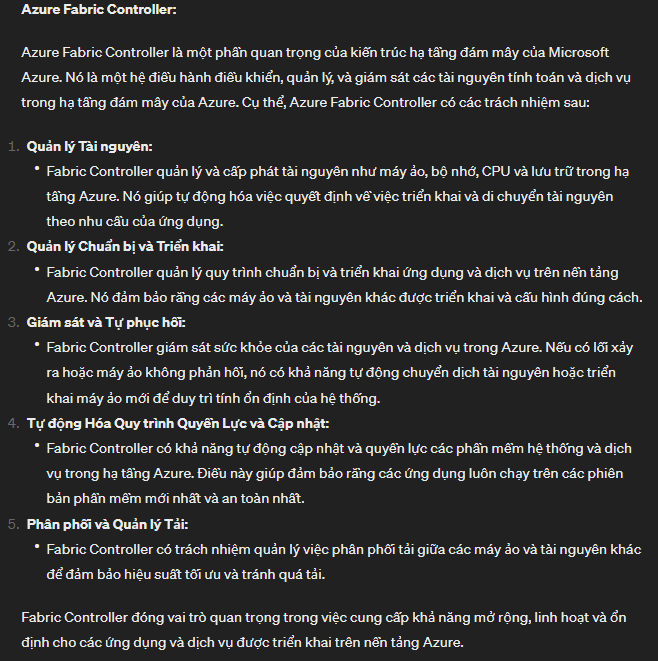 Azure Fabric Controller:
Azure Fabric Controller là một phần quan trọng của kiến trúc hạ tầng đám mây của Microsoft
Azure. Nó là một hệ điều hành điều khiển, quản lý, và giám sát các tài nguyên tính toán và dịch vụ
trong hạ tầng đám mây của Azure. Cụ thể, Azure Fabric Controller có các trách nhiệm sau:
1. Quản lý Tài nguyên:
• Fabric Controller quản lý và cấp phát tài nguyên như máy ảo, bộ nhớ, CPU và lưu trữ trong hạ
tầng Azure. Nó giúp tự động hóa việc quyết định về việc triển khai và di chuyển tài nguyên
theo nhu cầu của ứng dụng.
2. Quản lý Chuẩn bị và Triển khai:
• Fabric Controller quản lý quy trình chuẩn bị và triển khai ứng dụng và dịch vụ trên nền tảng
Azure. Nó đảm bảo rằng các máy ảo và tài nguyên khác được triển khai và cấu hình đúng cách.
3. Giám sát và Tự phục hồi:
• Fabric Controller giám sát sức khỏe của các tài nguyên và dịch vụ trong Azure. Nếu có lỗi xảy
ra hoặc máy ảo không phản hồi, nó có khả năng tự động chuyển dịch tài nguyên hoặc triển
khai máy ảo mới để duy trì tính ổn định của hệ thống.
4. Tự động Hóa Quy trình Quyền Lực và Cập nhật:
• Fabric Controller có khả năng tự động cập nhật và quyền lực các phần mềm hệ thống và dịch
vụ trong hạ tầng Azure. Điều này giúp đảm bảo rằng các ứng dụng luôn chạy trên các phiên
bản phần mềm mới nhất và an toàn nhất.
5. Phân phối và Quản lý Tải:
• Fabric Controller có trách nhiệm quản lý việc phân phối tải giữa các máy ảo và tài nguyên khác
để đảm bảo hiệu suất tối ưu và tránh quá tải.
Fabric Controller đóng vai trò quan trọng trong việc cung cấp khả năng mở rộng, linh hoạt và ổn
định cho các ứng dụng và dịch vụ được triển khai trên nền tảng Azure.